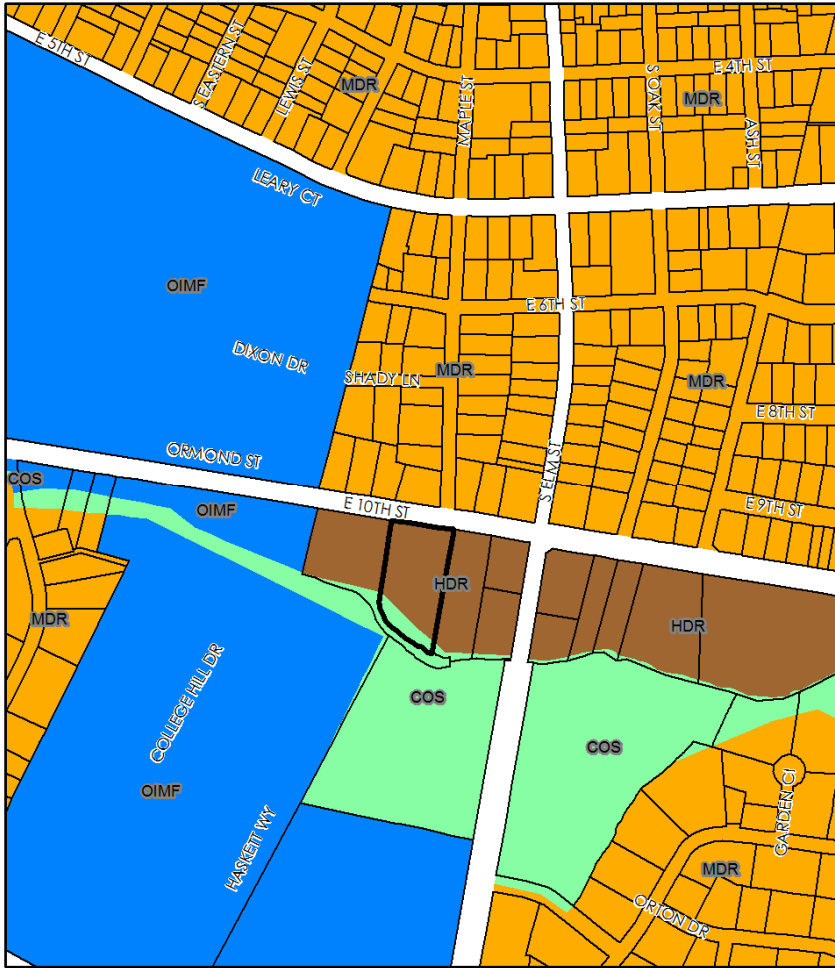 E 5TH ST
S EASTERN ST
LEWIS ST
MDR
MAPLE ST
S OAK ST
E 4TH ST
MDR
ASH ST
LEARY CT
OIMF
E 6TH ST
DIXON DR
SHADY LN
MDR
MDR
E 8TH ST
ORMOND ST
S ELM ST
COS
OIMF
E 10TH ST
E 9TH ST
HDR
HDR
MDR
COLLEGE HILL DR
COS
COS
OIMF
HASKETT WY
GARDEN CI
MDR
ORTON DR